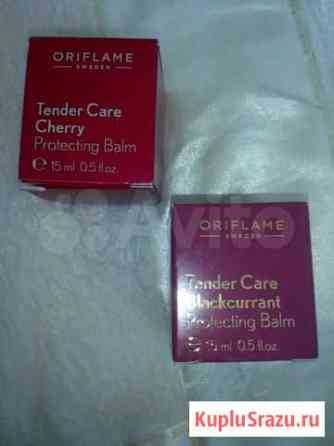 ORIFLAME
SWEDEN
Tender Care
Cherry
Protecting Balm
℮ 15 ml 0.5 fl.oz.
Avito
ORIFLAME
SWEDEN
Tender Care
Blackcurrant
Protecting Balm
℮ 15 ml 0.5 fl.oz.
KupluSrazu.ru